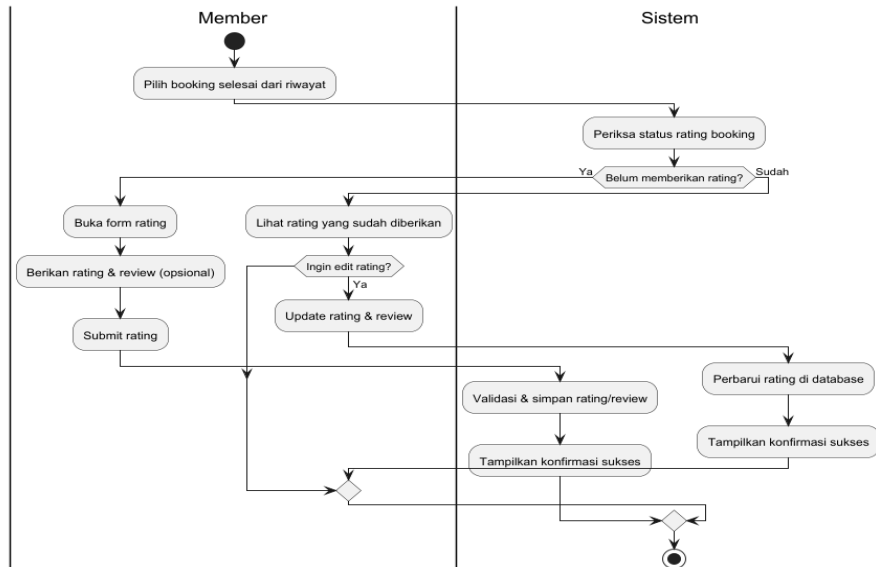 Member
Sistem
Pilih booking selesai dari riwayat
Periksa status rating booking
Ya
Belum memberikan rating?
Sudah
Buka form rating
Lihat rating yang sudah diberikan
Berikan rating & review (opsional)
Ingin edit rating?
Ya
Submit rating
Update rating & review
Validasi & simpan rating/review
Perbarui rating di database
Tampilkan konfirmasi sukses
Tampilkan konfirmasi sukses